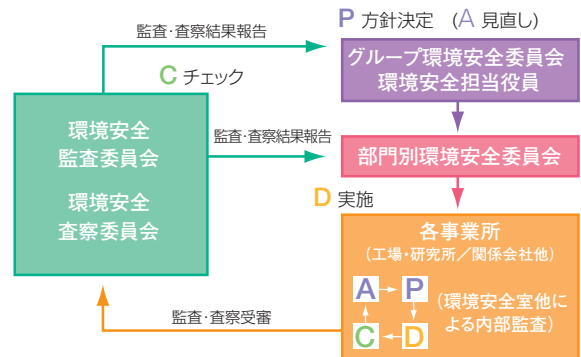 P 方針決定 (A 見直し)
監査・査察結果報告
グループ環境安全委員会
環境安全担当役員
C チェック
環境安全
監査委員会
環境安全
査察委員会
監査・査察結果報告
部門別環境安全委員会
D 実施
各事業所
(工場・研究所／関係会社他)
A P
C D
(環境安全室他に
よる内部監査)
監査・査察受審